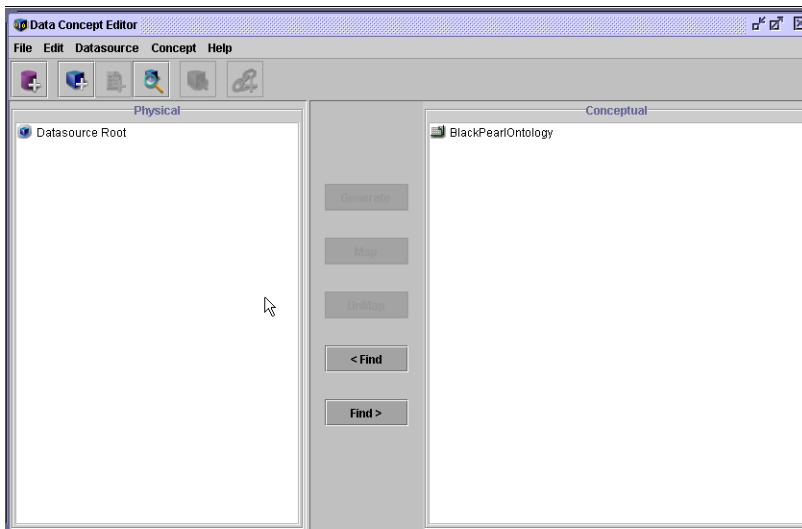 Data Concept Editor
File Edit Datasource Concept Help
Physical
Conceptual
Datasource Root
BlackPearlOntology
Generate
Map
UnMap
< Find
Find >